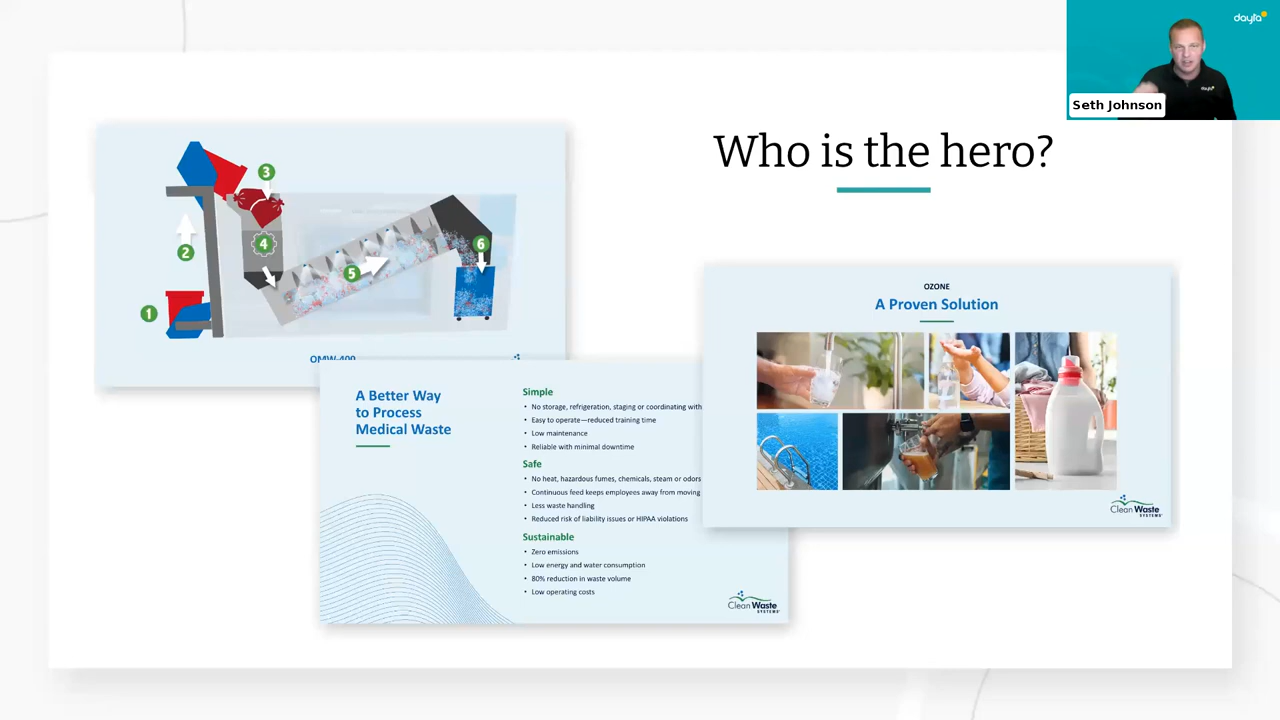 dayta
Seth Johnson
dayta
Who is the hero?
1
2
3
4
5
6
OMW-400
A Better Way
to Process
Medical Waste
Simple
• No storage, refrigeration, staging or coordinating with
• Easy to operate—reduced training time
• Low maintenance
• Reliable with minimal downtime
Safe
• No heat, hazardous fumes, chemicals, steam or odors
• Continuous feed keeps employees away from moving
• Less waste handling
• Reduced risk of liability issues or HIPAA violations
Sustainable
• Zero emissions
• Low energy and water consumption
• 80% reduction in waste volume
• Low operating costs
Clean Waste
SYSTEMS
OZONE
A Proven Solution
Clean Waste
SYSTEMS